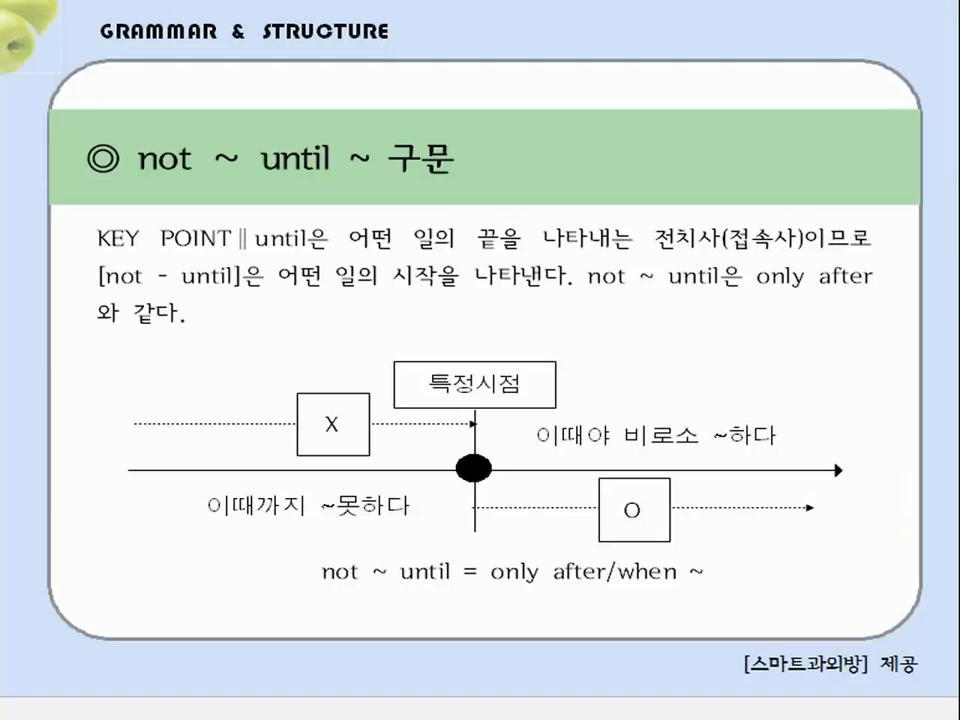 GRAMMAR & STRUCTURE
◎ not ~ until ~ 구문
KEY POINT∥until은 어떤 일의 끝을 나타내는 전치사(접속사)이므로
[not - until]은 어떤 일의 시작을 나타낸다. not ~ until은 only after
와 같다.
특정시점
X
이때야 비로소 ~하다
이때까지 ~못하다
O
not ~ until = only after/when ~
[스마트과외방] 제공